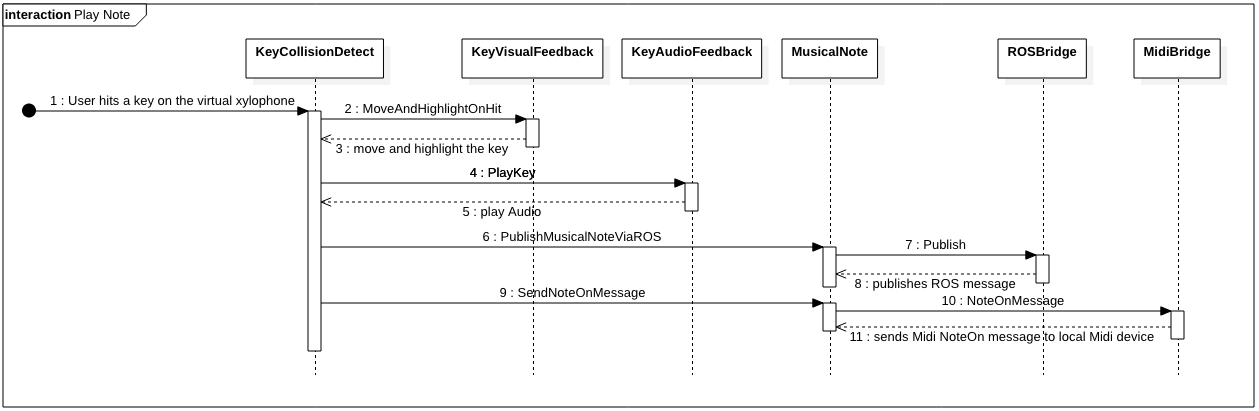 interaction Play Note
KeyCollisionDetect
KeyVisualFeedback
KeyAudioFeedback
MusicalNote
ROSBridge
MidiBridge
1 : User hits a key on the virtual xylophone
2 : MoveAndHighlightOnHit
3 : move and highlight the key
4 : PlayKey
5 : play Audio
6 : PublishMusicalNoteViaROS
7 : Publish
8 : publishes ROS message
9 : SendNoteOnMessage
10 : NoteOnMessage
11 : sends Midi NoteOn message to local Midi device